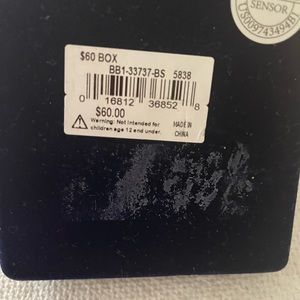 SENSOR
US009743494B
$60 BOX
BB1-33737-BS 5838
0 16812 36852 8
$60.00
Warning: Not intended for
children age 12 and under.
MADE IN
CHINA